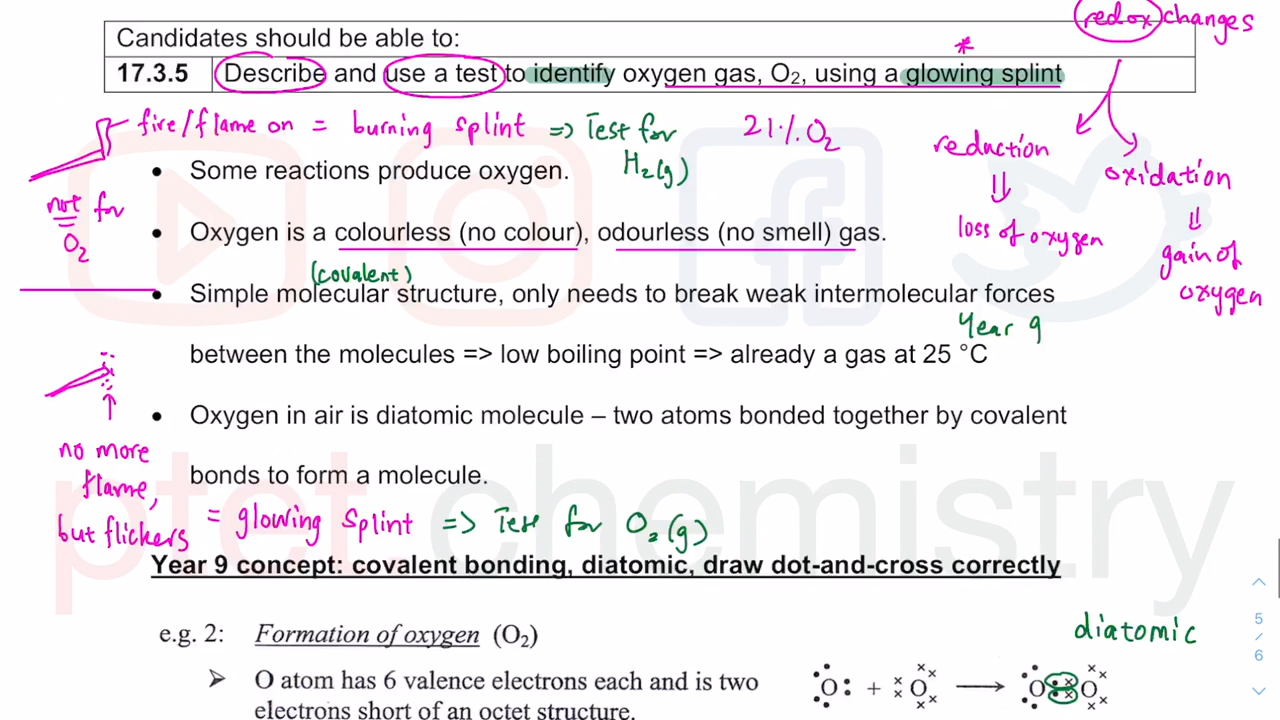 redox changes
Candidates should be able to:
17.3.5 Describe and use a test to identify oxygen gas, O₂, using a glowing splint
*
fire/flame on = burning splint => Test for H₂(g)
21% O₂
not for O₂
reduction
⇓
loss of oxygen
oxidation
⇓
gain of oxygen
• Some reactions produce oxygen.
• Oxygen is a colourless (no colour), odourless (no smell) gas.
(covalent)
• Simple molecular structure, only needs to break weak intermolecular forces
Year 9
between the molecules => low boiling point => already a gas at 25 °C
• Oxygen in air is diatomic molecule – two atoms bonded together by covalent
bonds to form a molecule.
no more
flame,
but flickers = glowing splint => Test for O₂(g)
ptet.chemistry
Year 9 concept: covalent bonding, diatomic, draw dot-and-cross correctly
diatomic
e.g. 2: Formation of oxygen (O₂)
➤ O atom has 6 valence electrons each and is two
electrons short of an octet structure.
O + O → O O
5
/
6